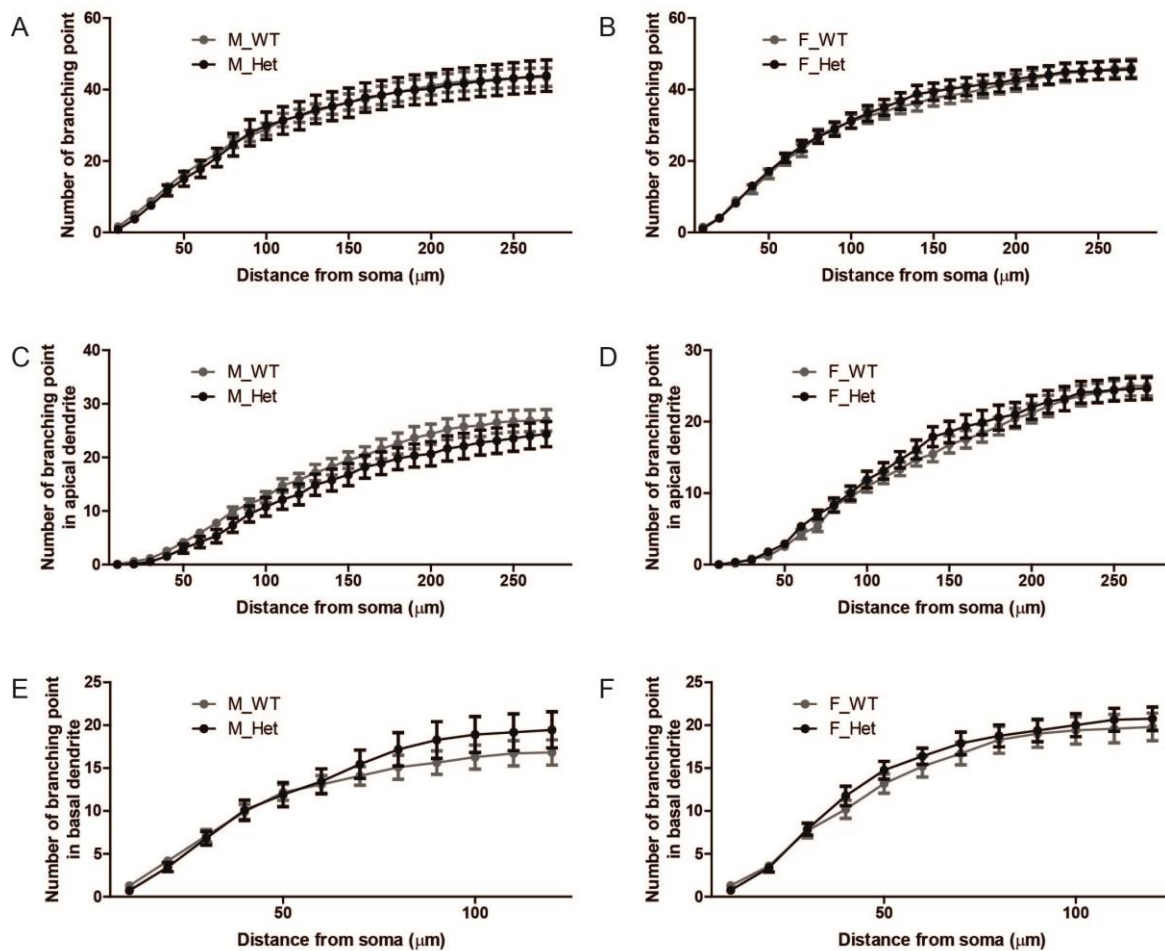 A
Number of branching point
60
40
20
0
M_WT
M_Het
50 100 150 200 250
Distance from soma (μm)
B
Number of branching point
60
40
20
0
F_WT
F_Het
50 100 150 200 250
Distance from soma (μm)
C
Number of branching point
in apical dendrite
40
30
20
10
0
M_WT
M_Het
50 100 150 200 250
Distance from soma (μm)
D
Number of branching point
in apical dendrite
30
20
10
0
F_WT
F_Het
50 100 150 200 250
Distance from soma (μm)
E
Number of branching point
in basal dendrite
25
20
15
10
5
0
M_WT
M_Het
50 100
Distance from soma (μm)
F
Number of branching point
in basal dendrite
25
20
15
10
5
0
F_WT
F_Het
50 100
Distance from soma (μm)